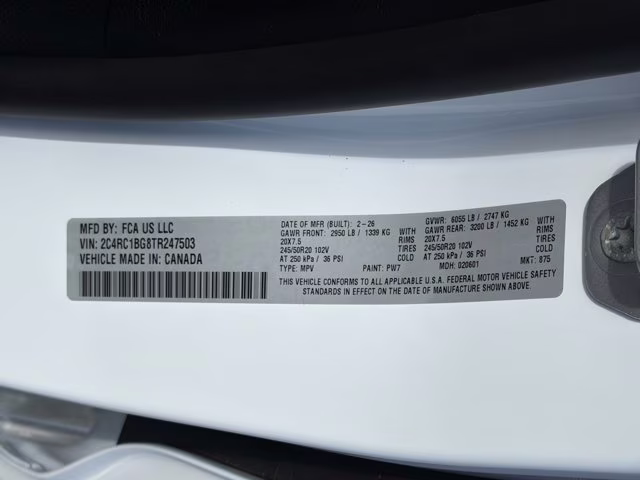 MFD BY: FCA US LLC
VIN: 2C4RC1BG8TR247503
VEHICLE MADE IN: CANADA
DATE OF MFR (BUILT): 2-26 GVWR: 6055 LB / 2747 KG
GAWR FRONT: 2950 LB / 1339 KG WITH GAWR REAR: 3200 LB / 1452 KG WITH
20X7.5 RIMS 20X7.5 RIMS
245/50R20 102V TIRES 245/50R20 102V TIRES
AT 250 kPa / 36 PSI AT 250 kPa / 36 PSI
TYPE: MPV PAINT: PW7 MDH: 020601 MKT: 875
THIS VEHICLE CONFORMS TO ALL APPLICABLE U.S.A. FEDERAL MOTOR VEHICLE SAFETY
STANDARDS IN EFFECT ON THE DATE OF MANUFACTURE SHOWN ABOVE.